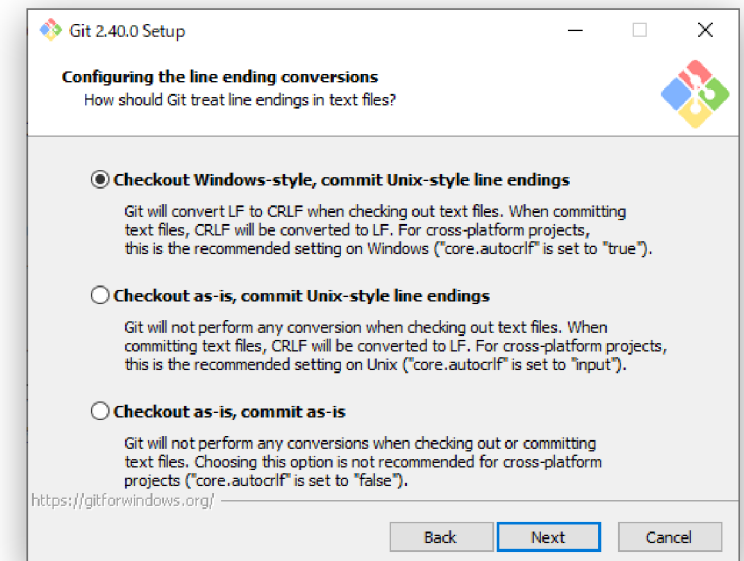 Git 2.40.0 Setup
Configuring the line ending conversions
How should Git treat line endings in text files?
Checkout Windows-style, commit Unix-style line endings
Git will convert LF to CRLF when checking out text files. When committing
text files, CRLF will be converted to LF. For cross-platform projects,
this is the recommended setting on Windows ("core.autocrlf" is set to "true").
Checkout as-is, commit Unix-style line endings
Git will not perform any conversion when checking out text files. When
committing text files, CRLF will be converted to LF. For cross-platform projects,
this is the recommended setting on Unix ("core.autocrlf" is set to "input").
Checkout as-is, commit as-is
Git will not perform any conversions when checking out or committing
text files. Choosing this option is not recommended for cross-platform
projects ("core.autocrlf" is set to "false").
https://gitforwindows.org/
Back Next Cancel